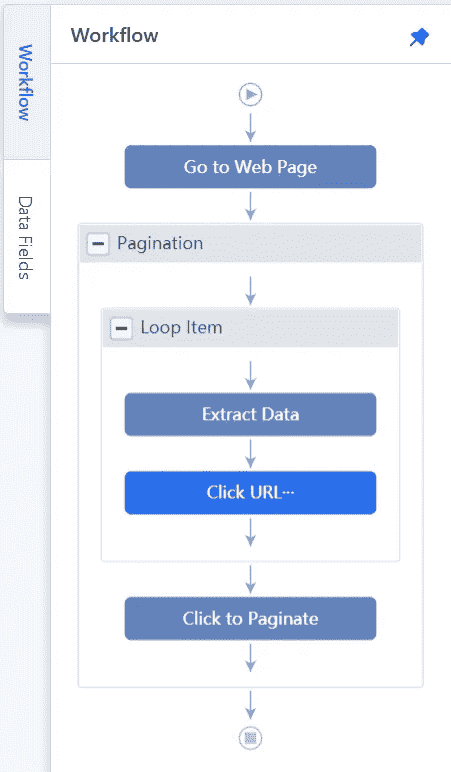 Workflow
Workflow
Data Fields
Go to Web Page
Pagination
Loop Item
Extract Data
Click URL···
Click to Paginate